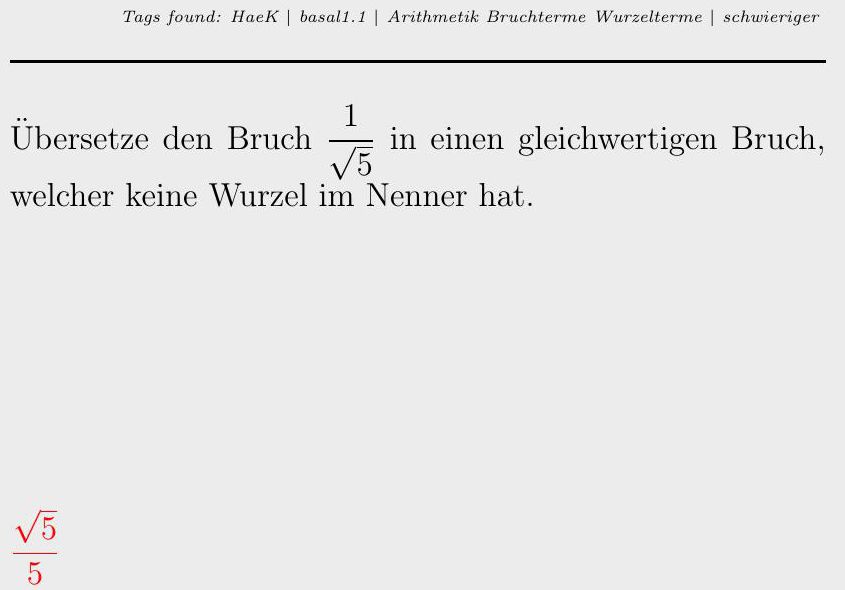 Tags found: HaeK | basal1.1 | Arithmetik Bruchterme Wurzelterme | schwieriger
Übersetze den Bruch $\frac{1}{\sqrt{5}}$ in einen gleichwertigen Bruch,
welcher keine Wurzel im Nenner hat.
$\frac{\sqrt{5}}{5}$